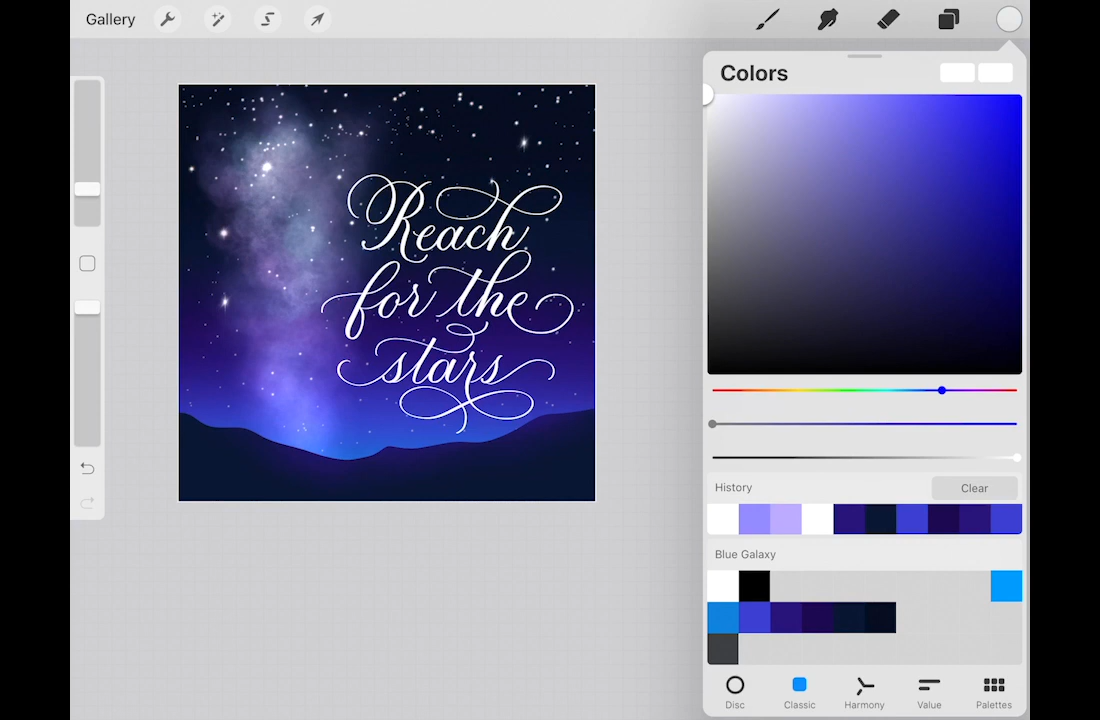 Gallery
Colors
Reach
for the
stars
History
Clear
Blue Galaxy
Disc
Classic
Harmony
Value
Palettes